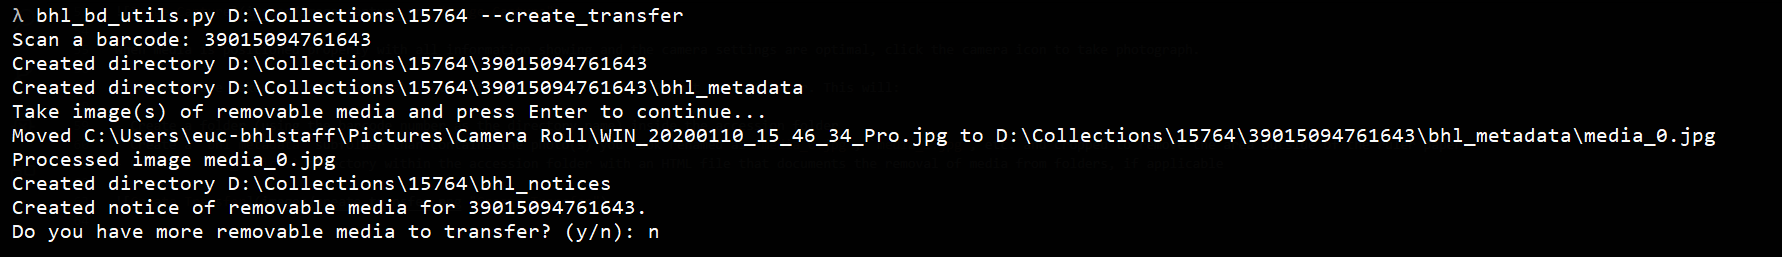 λ bhl_bd_utils.py D:\Collections\15764 --create_transfer
Scan a barcode: 39015094761643
Created directory D:\Collections\15764\39015094761643
Created directory D:\Collections\15764\39015094761643\bhl_metadata
Take image(s) of removable media and press Enter to continue...
Moved C:\Users\euc-bhlstaff\Pictures\Camera Roll\WIN_20200110_15_46_34_Pro.jpg to D:\Collections\15764\39015094761643\bhl_metadata\media_0.jpg
Processed image media_0.jpg
Created directory D:\Collections\15764\bhl_notices
Created notice of removable media for 39015094761643.
Do you have more removable media to transfer? (y/n): n